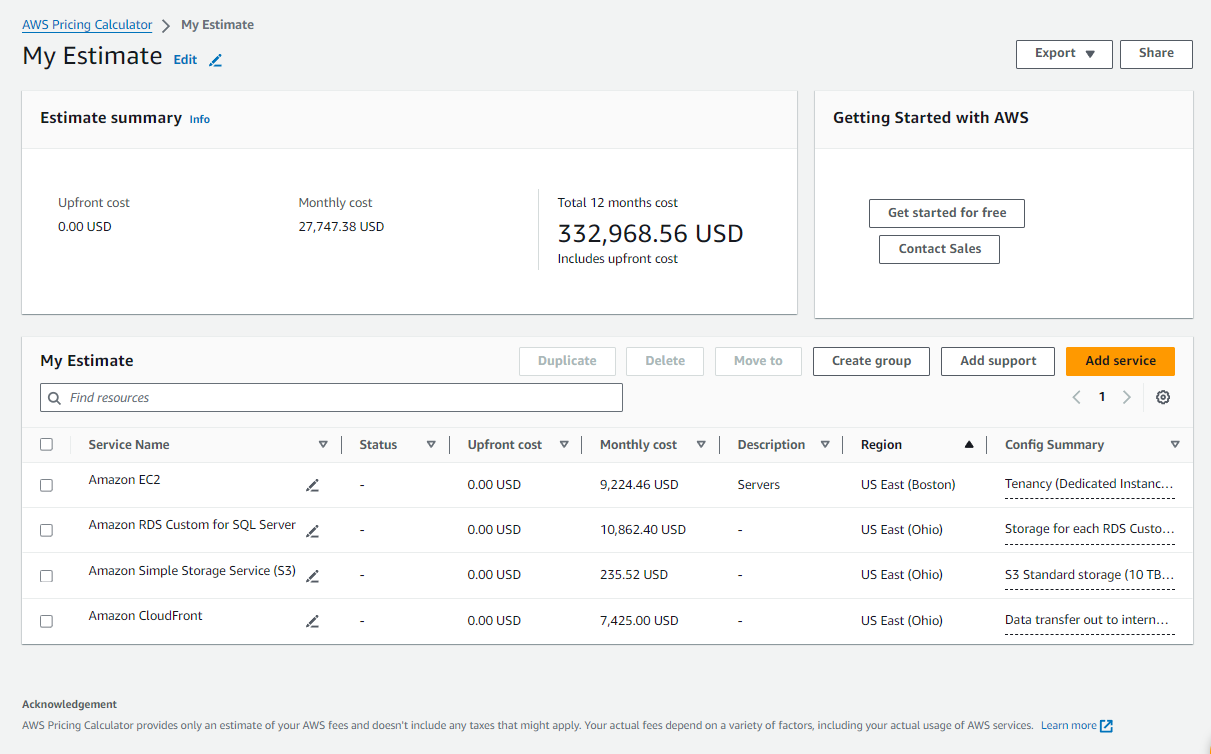 AWS Pricing Calculator > My Estimate
My Estimate Edit
Export ▼ Share
Estimate summary Info
Getting Started with AWS
Upfront cost Monthly cost Total 12 months cost
0.00 USD 27,747.38 USD 332,968.56 USD
Includes upfront cost
Get started for free
Contact Sales
My Estimate Duplicate Delete Move to Create group Add support Add service
Find resources < 1 >
Service Name Status Upfront cost Monthly cost Description Region Config Summary
Amazon EC2 - 0.00 USD 9,224.46 USD Servers US East (Boston) Tenancy (Dedicated Instanc...
Amazon RDS Custom for SQL Server - 0.00 USD 10,862.40 USD - US East (Ohio) Storage for each RDS Custo...
Amazon Simple Storage Service (S3) - 0.00 USD 235.52 USD - US East (Ohio) S3 Standard storage (10 TB...
Amazon CloudFront - 0.00 USD 7,425.00 USD - US East (Ohio) Data transfer out to intern...
Acknowledgement
AWS Pricing Calculator provides only an estimate of your AWS fees and doesn't include any taxes that might apply. Your actual fees depend on a variety of factors, including your actual usage of AWS services. Learn more